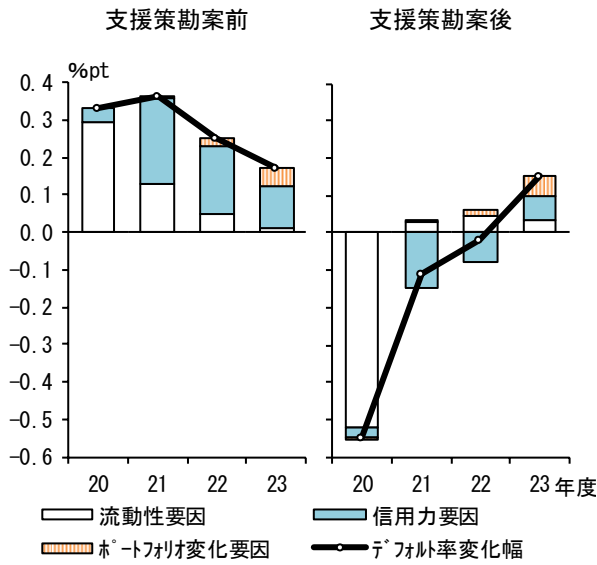 支援策勘案前 支援策勘案後
%pt
0.4
0.3
0.2
0.1
0.0
-0.1
-0.2
-0.3
-0.4
-0.5
-0.6
20 21 22 23 20 21 22 23 年度
流動性要因 信用力要因
ﾎﾟｰﾄﾌｫﾘｵ変化要因 ﾃﾞﾌｫﾙﾄ率変化幅